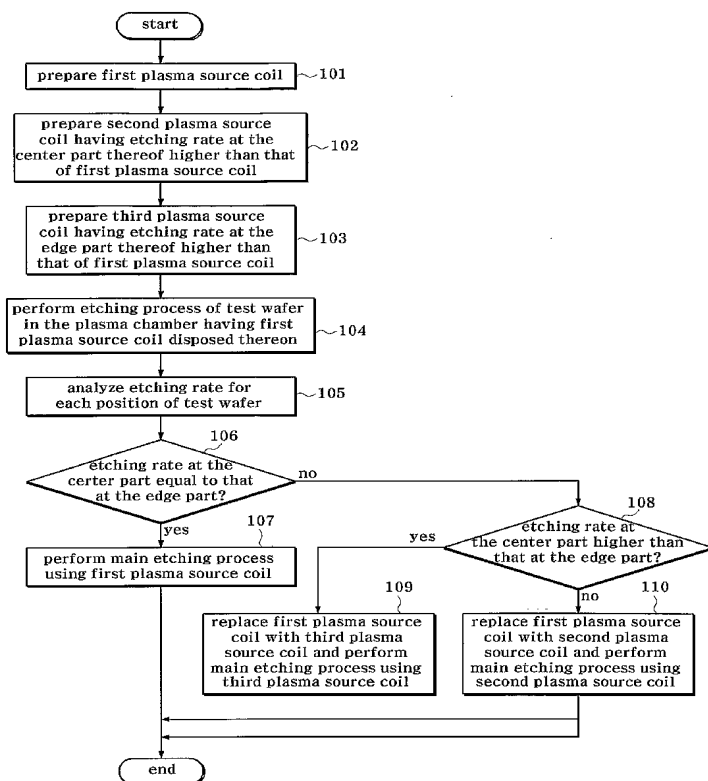 start
prepare first plasma source coil
101
prepare second plasma source
coil having etching rate at the
center part thereof higher than that
of first plasma source coil
102
prepare third plasma source
coil having etching rate at the
edge part thereof higher than
that of first plasma source coil
103
perform etching process of test wafer
in the plasma chamber having first
plasma source coil disposed thereon
104
analyze etching rate for
each position of test wafer
105
106
etching rate at the
certer part equal to that
at the edge part?
no
yes
107
perform main etching process
using first plasma source coil
108
etching rate at
the center part higher than
that at the edge part?
yes
no
109
replace first plasma source
coil with third plasma
source coil and perform
main etching process using
third plasma source coil
110
replace first plasma source
coil with second plasma
source coil and perform
main etching process using
second plasma source coil
end